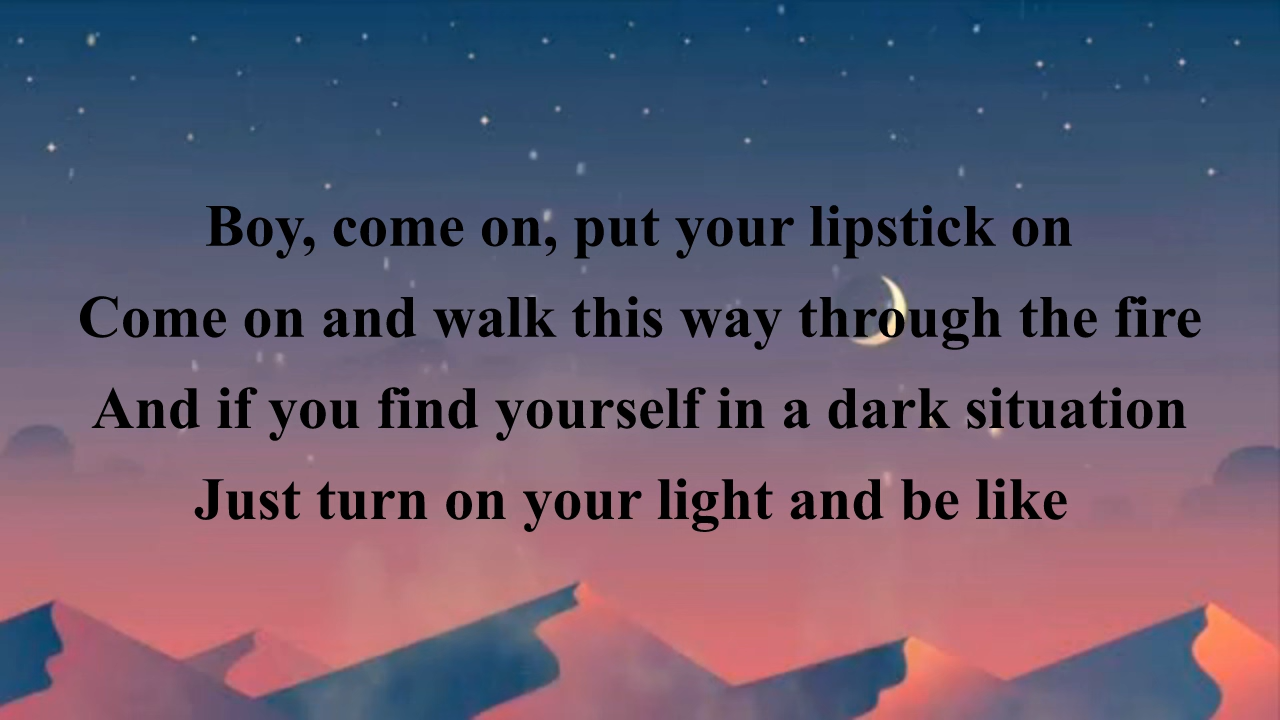 Boy, come on, put your lipstick on
Come on and walk this way through the fire
And if you find yourself in a dark situation
Just turn on your light and be like